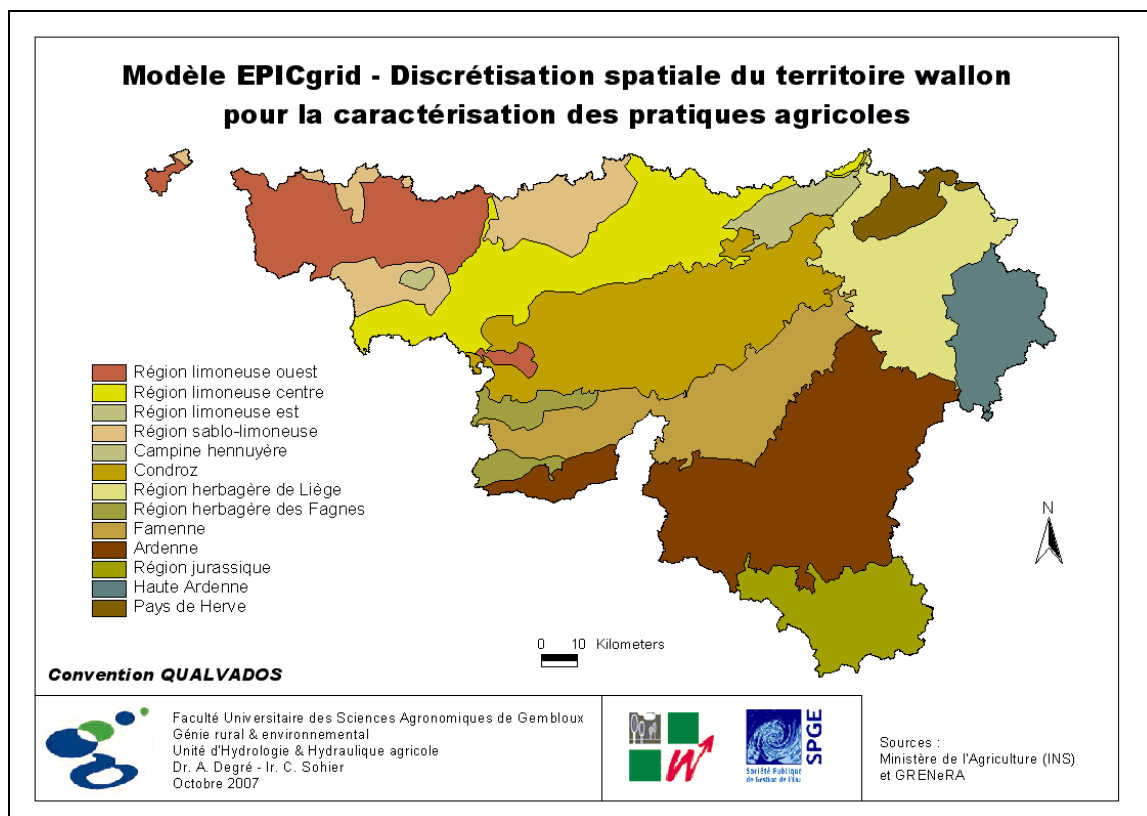 Modèle EPICgrid - Discrétisation spatiale du territoire wallon
pour la caractérisation des pratiques agricoles
Région limoneuse ouest
Région limoneuse centre
Région limoneuse est
Région sablo-limoneuse
Campine hennuyère
Condroz
Région herbagère de Liège
Région herbagère des Fagnes
Famenne
Ardenne
Région jurassique
Haute Ardenne
Pays de Herve
N
0 10 Kilometers
Convention QUALVADOS
Faculté Universitaire des Sciences Agronomiques de Gembloux
Génie rural & environnemental
Unité d'Hydrologie & Hydraulique agricole
Dr. A. Degré - Ir. C. Sohier
Octobre 2007
W
SPGE
Société Publique
de Gestion de l'Eau
Sources :
Ministère de l'Agriculture (INS)
et GRENeRA